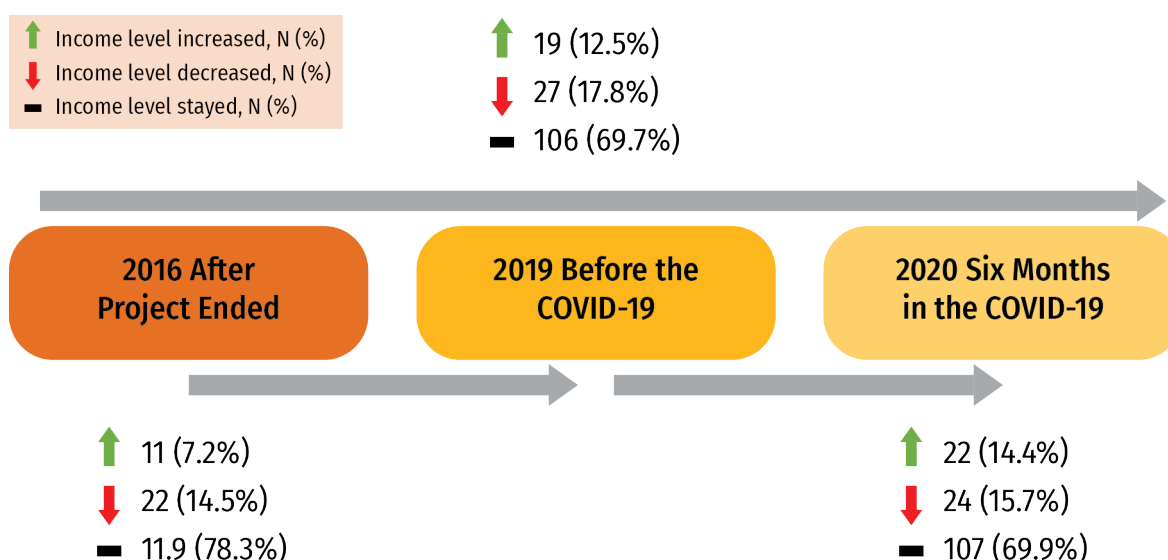 Income level increased, N (%)
Income level decreased, N (%)
Income level stayed, N (%)
19 (12.5%)
27 (17.8%)
106 (69.7%)
2016 After
Project Ended
2019 Before the
COVID-19
2020 Six Months
in the COVID-19
11 (7.2%)
22 (14.5%)
11.9 (78.3%)
22 (14.4%)
24 (15.7%)
107 (69.9%)